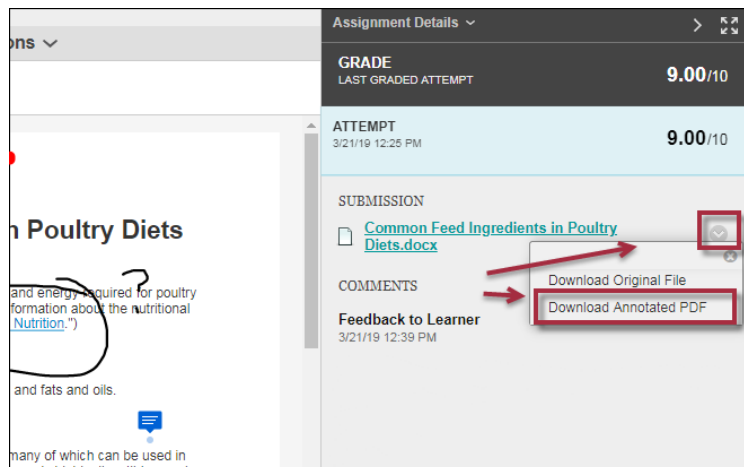 ons
Poultry Diets
and energy required for poultry
formation about the nutritional
Nutrition.")
and fats and oils.
many of which can be used in
Assignment Details
GRADE
LAST GRADED ATTEMPT
9.00/10
ATTEMPT
3/21/19 12:25 PM
9.00/10
SUBMISSION
Common Feed Ingredients in Poultry
Diets.docx
Download Original File
Download Annotated PDF
COMMENTS
Feedback to Learner
3/21/19 12:39 PM